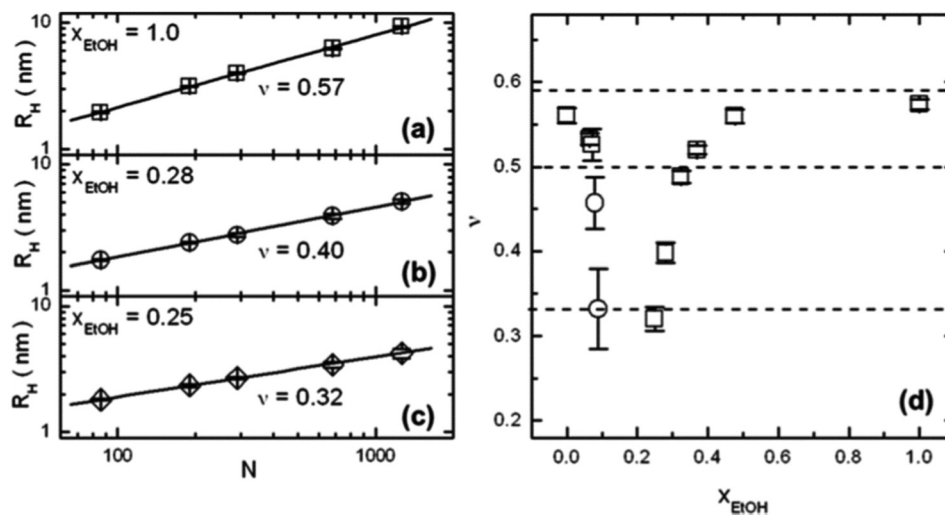 10
x_EtOH = 1.0
ν = 0.57
(a)
1
R_H (nm)
x_EtOH = 0.28
ν = 0.40
(b)
1
R_H (nm)
10
x_EtOH = 0.25
ν = 0.32
(c)
1
R_H (nm)
100 1000
N
0.6
0.5
0.4
0.3
0.2
ν
(d)
0.0 0.2 0.4 0.6 0.8 1.0
x_EtOH